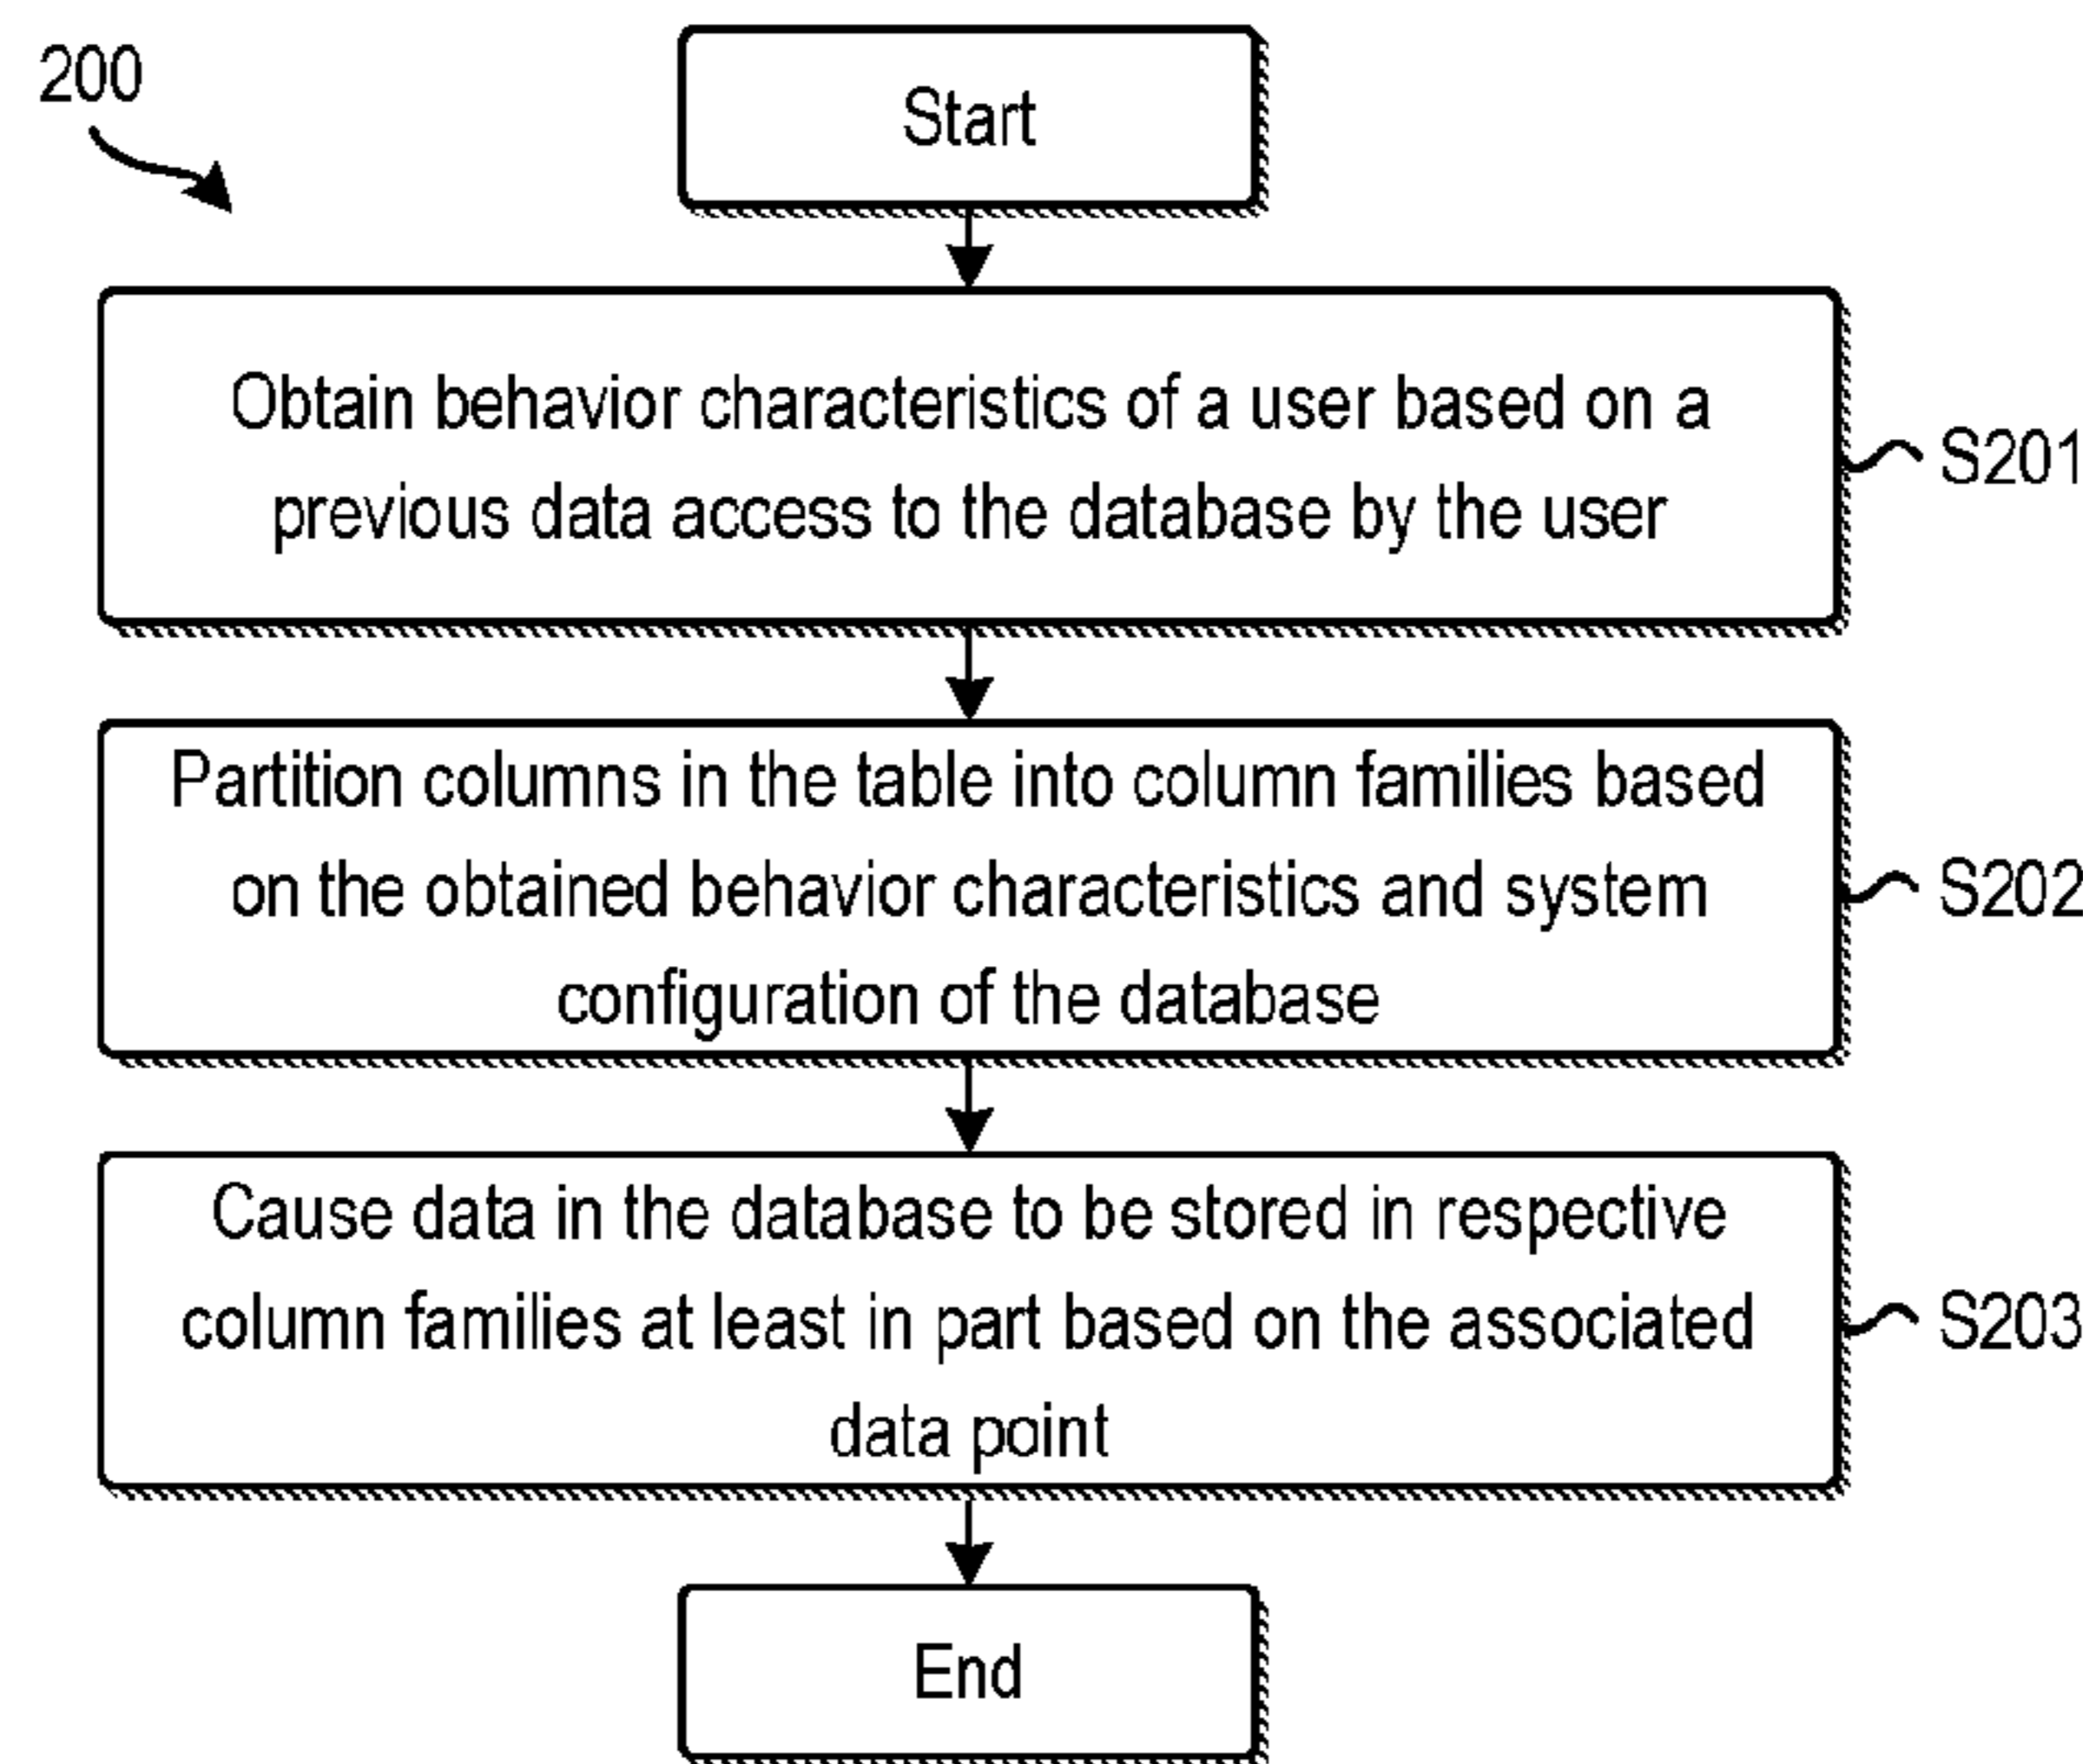 200
Start
Obtain behavior characteristics of a user based on a
previous data access to the database by the user
S201
Partition columns in the table into column families based
on the obtained behavior characteristics and system
configuration of the database
S202
Cause data in the database to be stored in respective
column families at least in part based on the associated
data point
S203
End